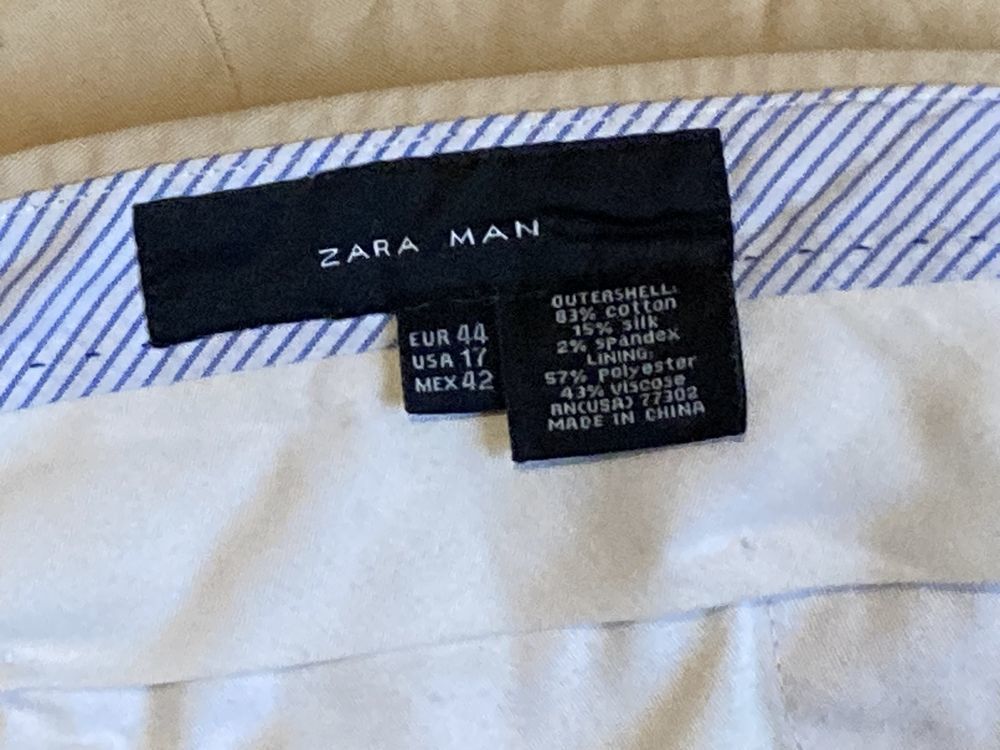 ZARA MAN
EUR 44
USA 17
MEX 42
OUTERSHELL:
83% cotton
15% silk
2% spandex
LINING:
57% polyester
43% viscose
RN(USA) 77302
MADE IN CHINA